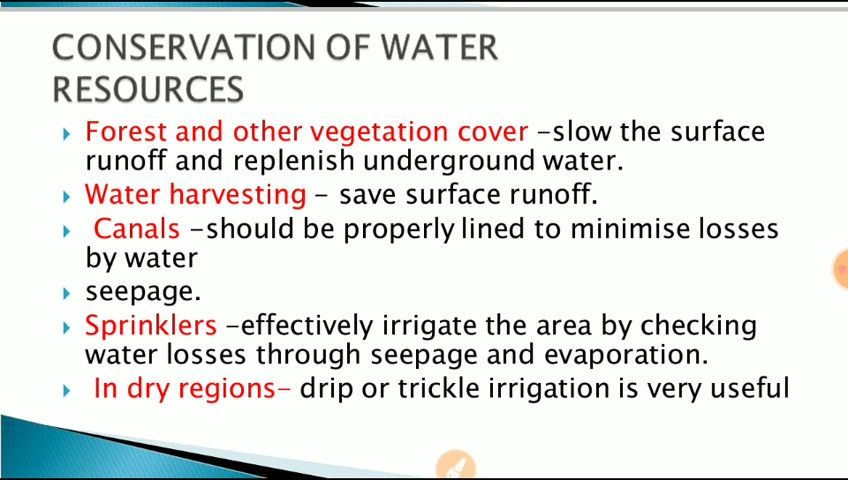 CONSERVATION OF WATER
RESOURCES
Forest and other vegetation cover -slow the surface
runoff and replenish underground water.
Water harvesting - save surface runoff.
Canals -should be properly lined to minimise losses
by water
seepage.
Sprinklers -effectively irrigate the area by checking
water losses through seepage and evaporation.
In dry regions- drip or trickle irrigation is very useful